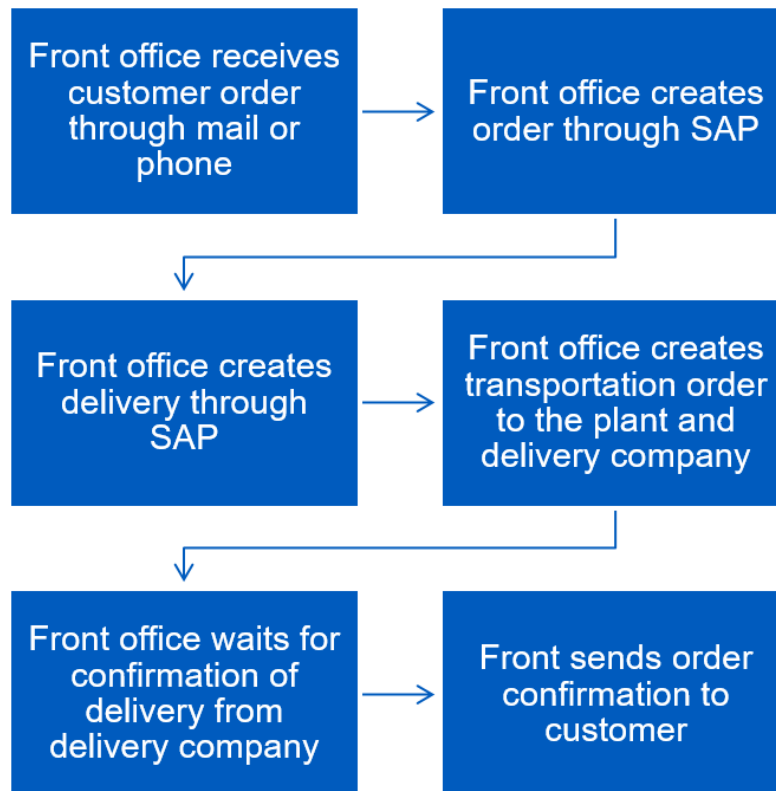 Front office receives
customer order
through mail or
phone
Front office creates
order through SAP
Front office creates
delivery through
SAP
Front office creates
transportation order
to the plant and
delivery company
Front office waits for
confirmation of
delivery from
delivery company
Front sends order
confirmation to
customer